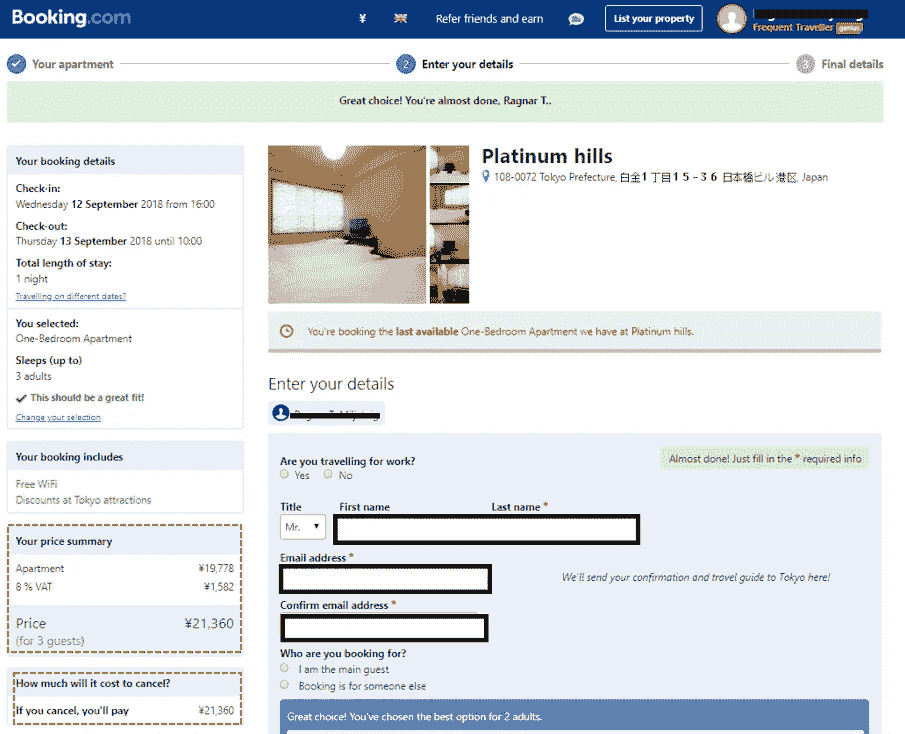 Booking.com
¥
Refer friends and earn
List your property
Frequent Traveller
genius
Your apartment
2 Enter your details
3 Final details
Great choice! You're almost done, Ragnar T..
Your booking details
Check-in:
Wednesday 12 September 2018 from 16:00
Check-out:
Thursday 13 September 2018 until 10:00
Total length of stay:
1 night
Travelling on different dates?
You selected:
One-Bedroom Apartment
Sleeps (up to)
3 adults
This should be a great fit!
Change your selection
Your booking includes
Free WiFi
Discounts at Tokyo attractions
Your price summary
Apartment ¥19,778
8 % VAT ¥1,582
Price ¥21,360
(for 3 guests)
How much will it cost to cancel?
If you cancel, you'll pay ¥21,360
Platinum hills
108-0072 Tokyo Prefecture, 白金1丁目15-36 日本橋ビル 港区, Japan
You're booking the last available One-Bedroom Apartment we have at Platinum hills.
Enter your details
Almost done! Just fill in the * required info
Are you travelling for work?
Yes No
Title First name Last name *
Mr.
Email address *
We'll send your confirmation and travel guide to Tokyo here!
Confirm email address *
Who are you booking for?
I am the main guest
Booking is for someone else
Great choice! You've chosen the best option for 2 adults.